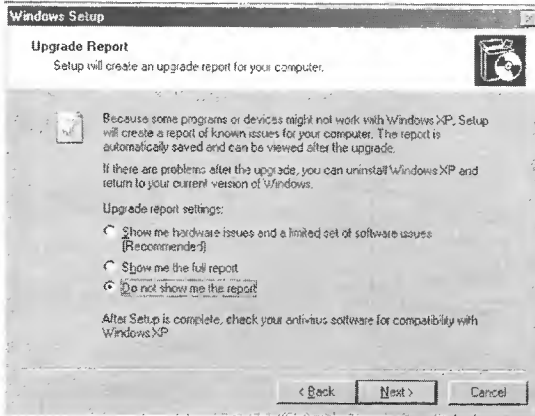 Windows Setup
Upgrade Report
Setup will create an upgrade report for your computer.
Because some programs or devices might not work with Windows XP, Setup
will create a report of known issues for your computer. The report is
automatically saved and can be viewed after the upgrade.
If there are problems after the upgrade, you can uninstall Windows XP and
return to your current version of Windows.
Upgrade report settings:
Show me hardware issues and a limited set of software issues
(Recommended)
Show me the full report
Do not show me the report
After Setup is complete, check your antivirus software for compatibility with
Windows XP
< Back
Next >
Cancel